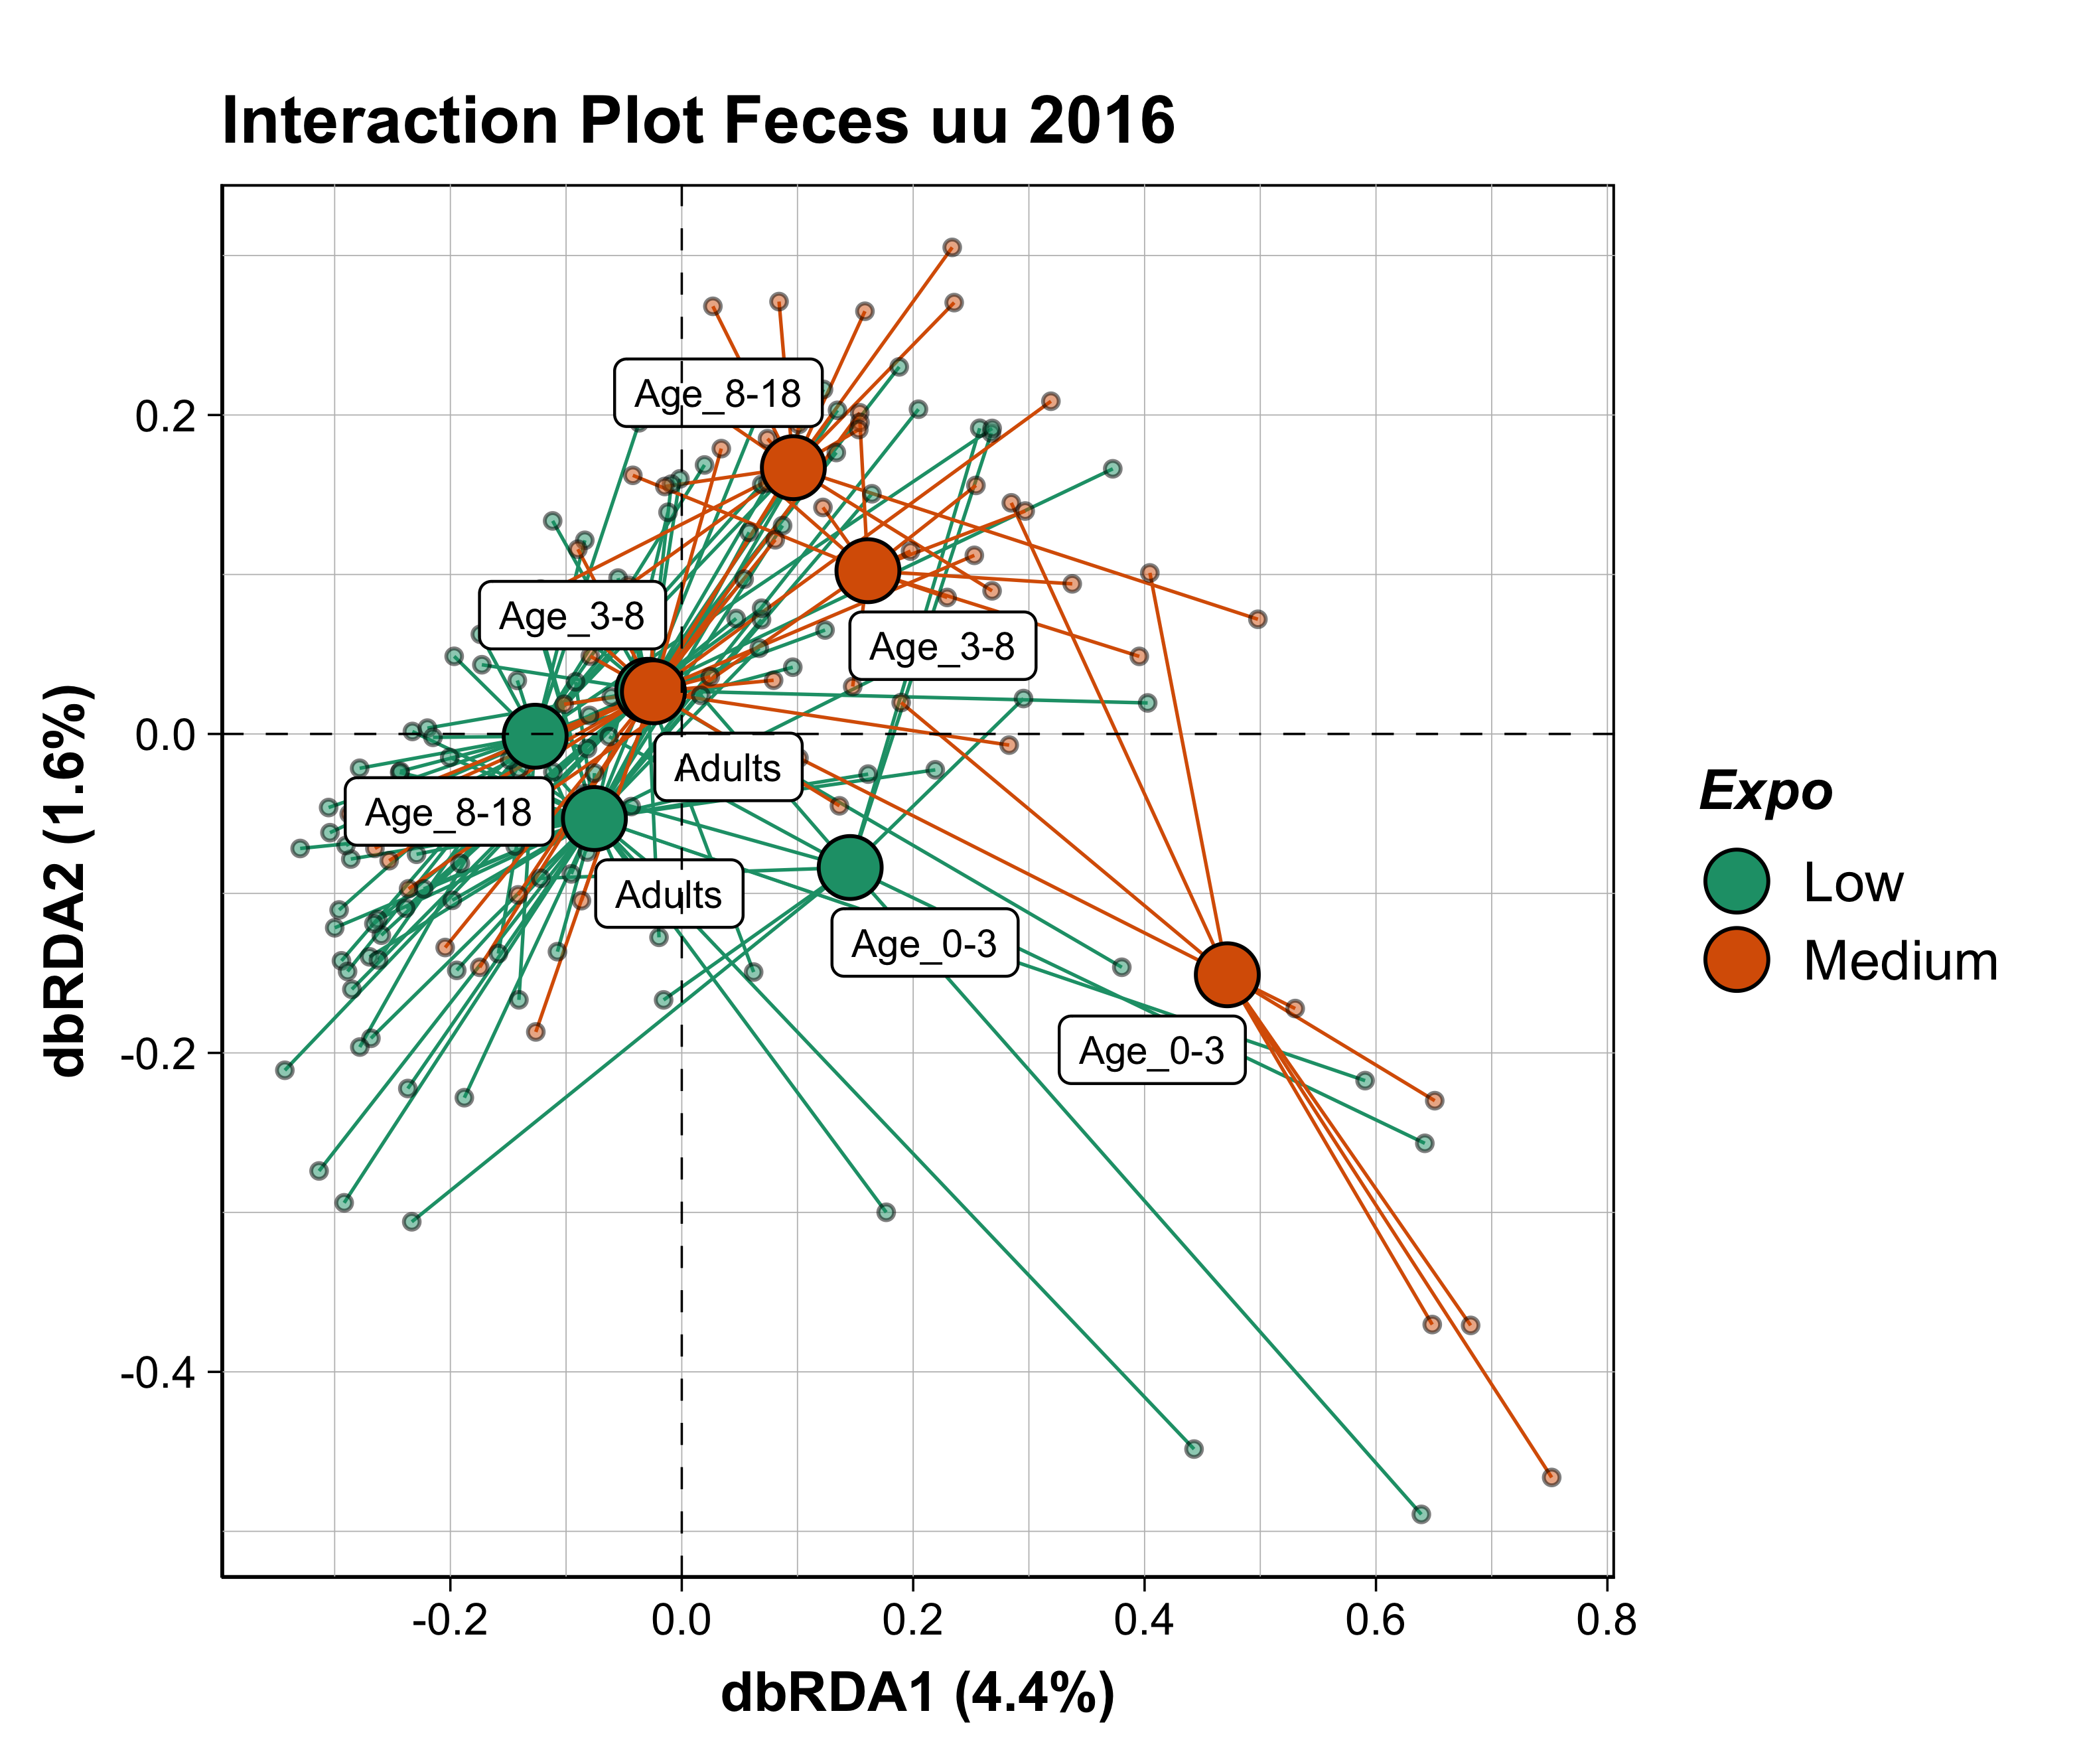 Interaction Plot Feces uu 2016
dbRDA2 (1.6%)
0.2
0.0
-0.2
-0.4
Age_8-18
Age_3-8
Age_3-8
Adults
Age_8-18
Adults
Age_0-3
Age_0-3
-0.2
0.0
0.2
0.4
0.6
0.8
dbRDA1 (4.4%)
Expo
Low
Medium